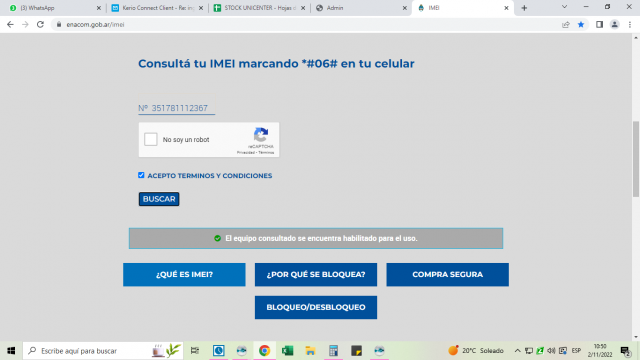 (3) WhatsApp
Kerio Connect Client - Re: ing
STOCK UNICENTER - Hojas d
Admin
IMEI
enacom.gob.ar/imei
Consultá tu IMEI marcando *#06# en tu celular
Nº 351781112367
No soy un robot
reCAPTCHA
Privacidad - Términos
ACEPTO TERMINOS Y CONDICIONES
BUSCAR
El equipo consultado se encuentra habilitado para el uso.
¿QUÉ ES IMEI?
¿POR QUÉ SE BLOQUEA?
COMPRA SEGURA
BLOQUEO/DESBLOQUEO
Escribe aquí para buscar
20°C Soleado
ESP
10:50
2/11/2022